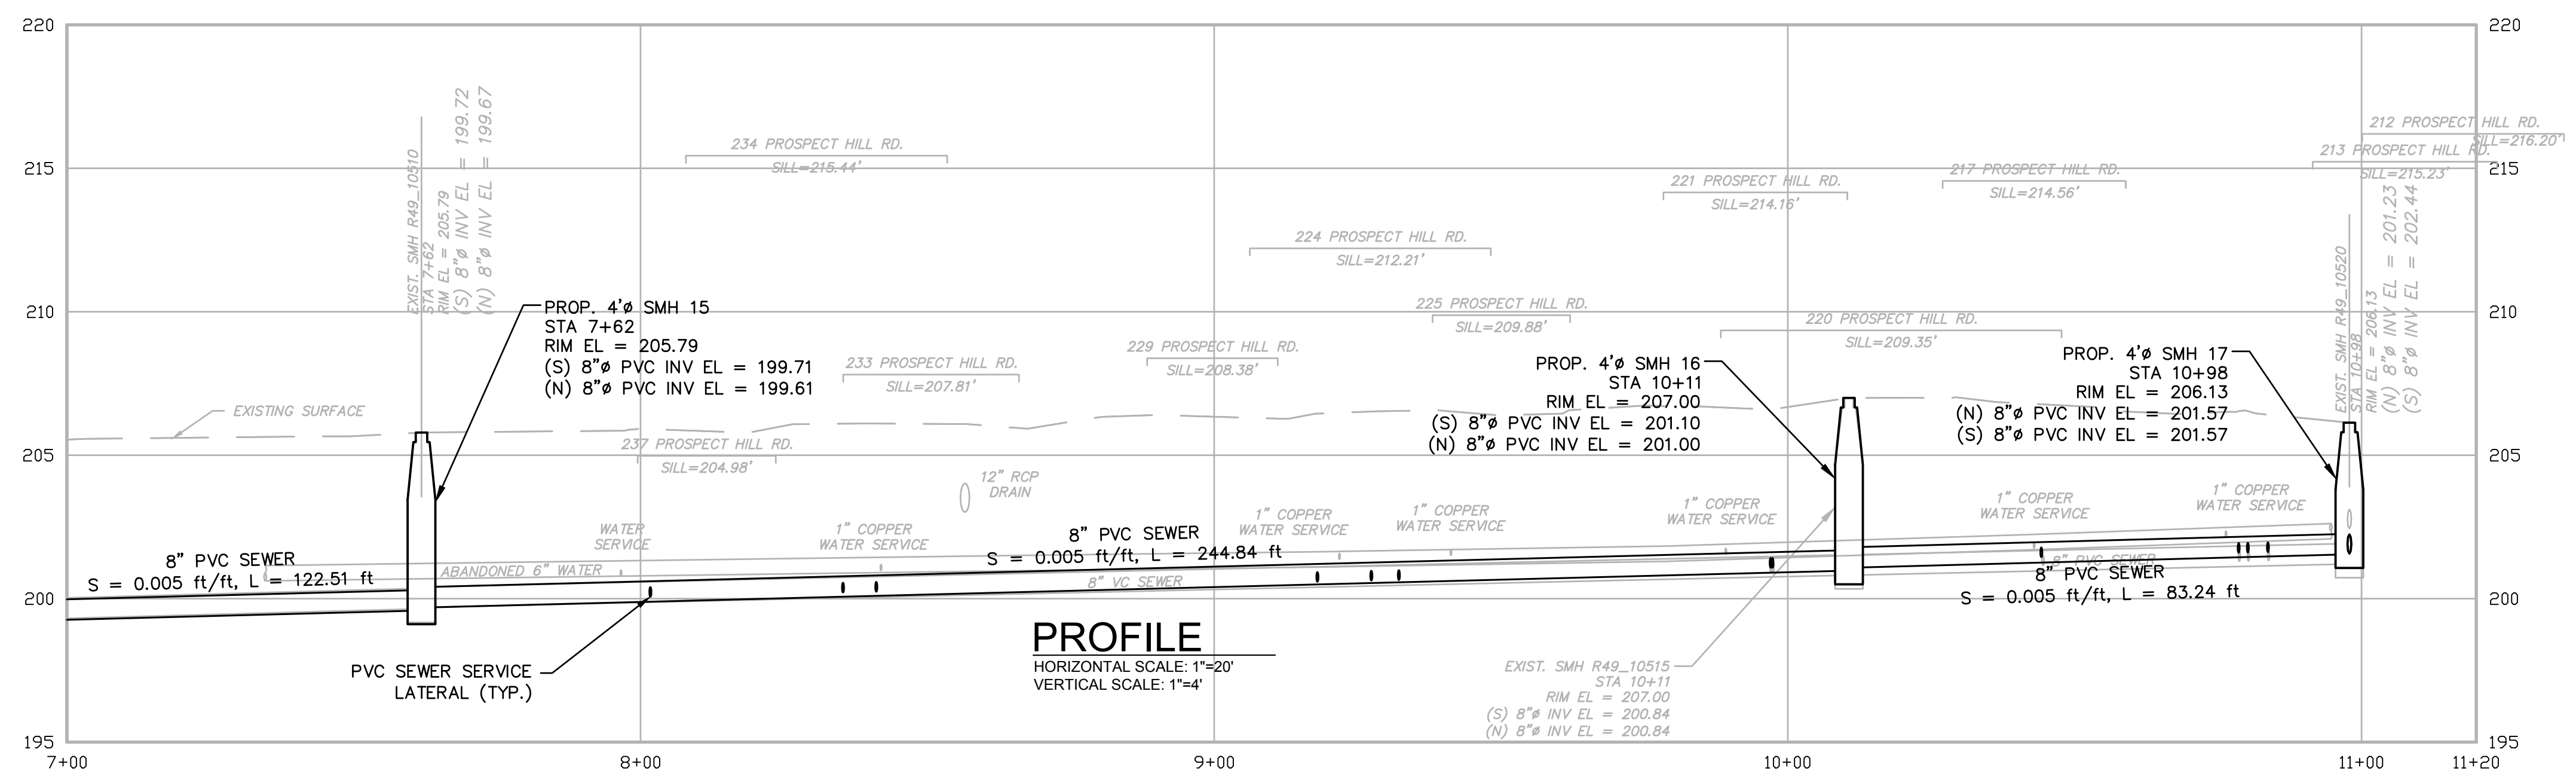 220
215
210
205
200
195
220
215
210
205
200
195
7+00
8+00
9+00
10+00
11+00
11+20
EXIST. SMH R49_10510
STA 7+62
RIM EL = 205.79
(S) 8"ø INV EL = 199.72
(N) 8"ø INV EL = 199.67
PROP. 4'ø SMH 15
STA 7+62
RIM EL = 205.79
(S) 8"ø PVC INV EL = 199.71
(N) 8"ø PVC INV EL = 199.61
EXISTING SURFACE
234 PROSPECT HILL RD.
SILL=215.44'
233 PROSPECT HILL RD.
SILL=207.81'
237 PROSPECT HILL RD.
SILL=204.98'
229 PROSPECT HILL RD.
SILL=208.38'
224 PROSPECT HILL RD.
SILL=212.21'
225 PROSPECT HILL RD.
SILL=209.88'
221 PROSPECT HILL RD.
SILL=214.16'
220 PROSPECT HILL RD.
SILL=209.35'
217 PROSPECT HILL RD.
SILL=214.56'
212 PROSPECT HILL RD.
SILL=216.20'
213 PROSPECT HILL RD.
SILL=215.23'
PROP. 4'ø SMH 16
STA 10+11
RIM EL = 207.00
(S) 8"ø PVC INV EL = 201.10
(N) 8"ø PVC INV EL = 201.00
PROP. 4'ø SMH 17
STA 10+98
RIM EL = 206.13
(N) 8"ø PVC INV EL = 201.57
(S) 8"ø PVC INV EL = 201.57
EXIST. SMH R49_10520
STA 10+98
RIM EL = 206.13
(N) 8"ø INV EL = 201.23
(S) 8"ø INV EL = 202.44
12" RCP
DRAIN
WATER
SERVICE
1" COPPER
WATER SERVICE
1" COPPER
WATER SERVICE
1" COPPER
WATER SERVICE
1" COPPER
WATER SERVICE
1" COPPER
WATER SERVICE
1" COPPER
WATER SERVICE
8" PVC SEWER
S = 0.005 ft/ft, L = 122.51 ft
ABANDONED 6" WATER
8" PVC SEWER
S = 0.005 ft/ft, L = 244.84 ft
8" VC SEWER
8" PVC SEWER
8" PVC SEWER
S = 0.005 ft/ft, L = 83.24 ft
PVC SEWER SERVICE
LATERAL (TYP.)
PROFILE
HORIZONTAL SCALE: 1"=20'
VERTICAL SCALE: 1"=4'
EXIST. SMH R49_10515
STA 10+11
RIM EL = 207.00
(S) 8"ø INV EL = 200.84
(N) 8"ø INV EL = 200.84